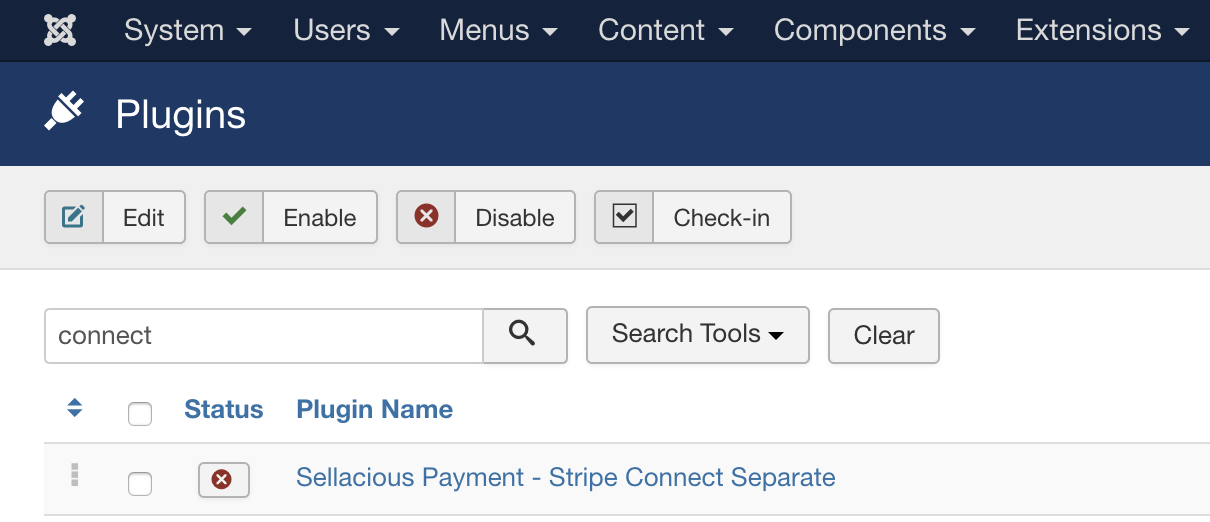 System Users Menus Content Components Extensions
Plugins
Edit Enable Disable Check-in
connect Search Tools Clear
Status Plugin Name
Sellacious Payment - Stripe Connect Separate